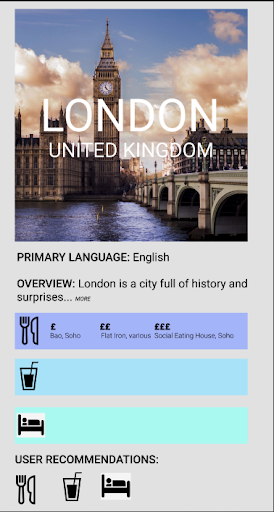 LONDON
UNITED KINGDOM
PRIMARY LANGUAGE: English
OVERVIEW: London is a city full of history and
surprises... MORE
£ ££ £££
Bao, Soho Flat Iron, various Social Eating House, Soho
USER RECOMMENDATIONS: